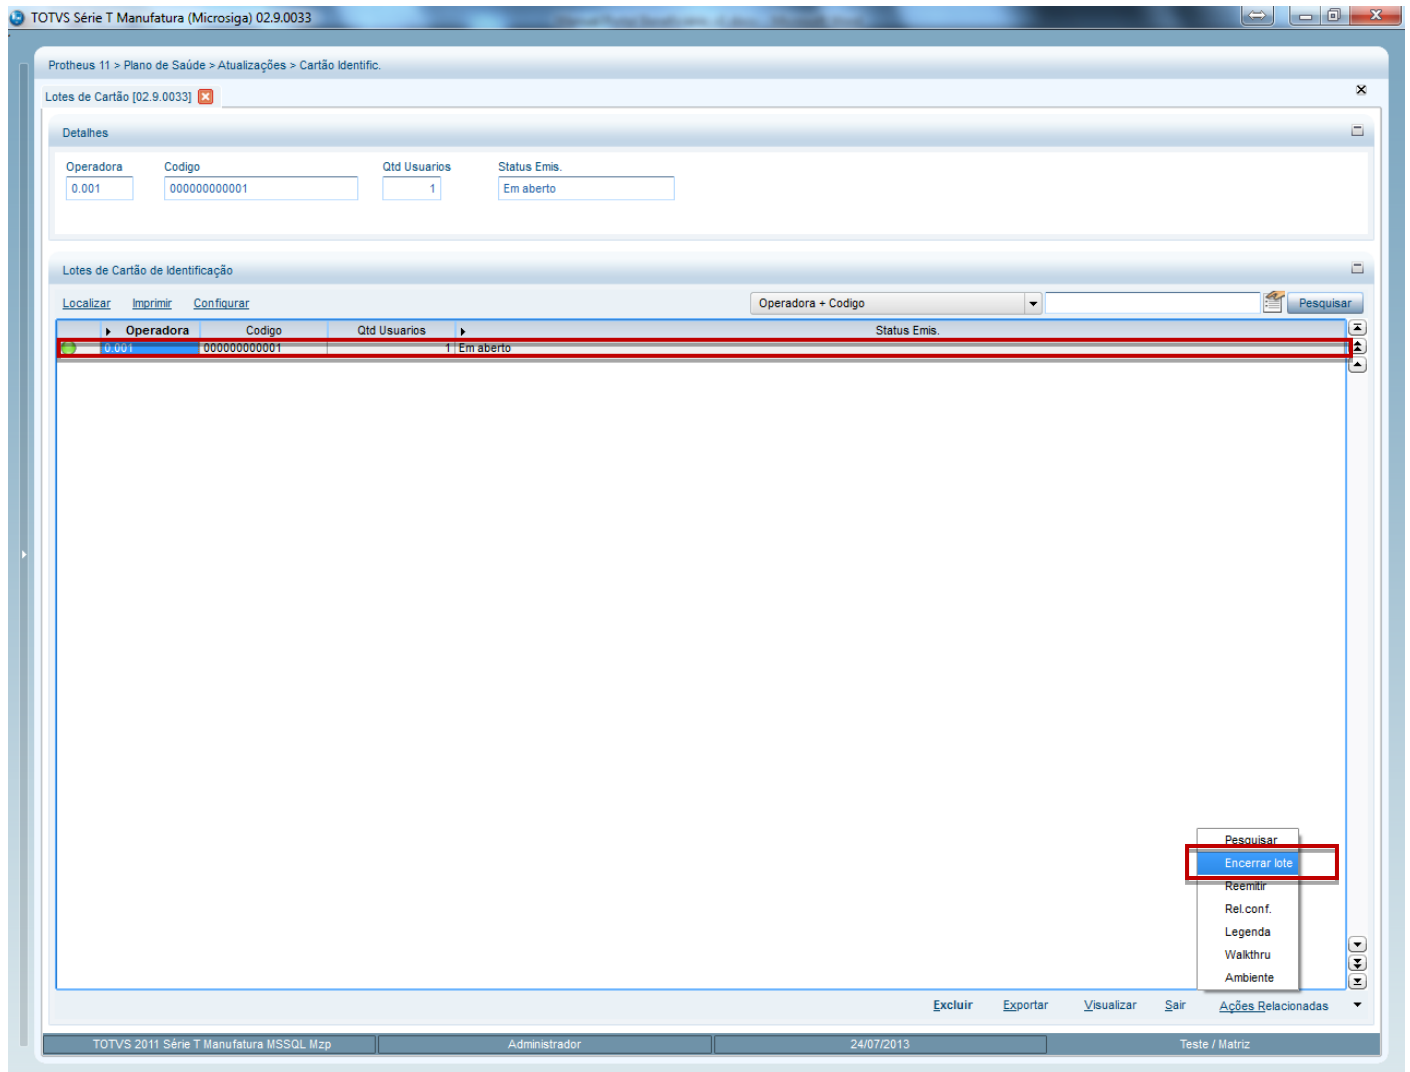 TOTVS Série T Manufatura (Microsiga) 02.9.0033
Protheus 11 > Plano de Saúde > Atualizações > Cartão Identific.
Lotes de Cartão [02.9.0033]
Detalhes
Operadora Codigo Qtd Usuarios Status Emis.
0.001 000000000001 1 Em aberto
Lotes de Cartão de Identificação
Localizar Imprimir Configurar Operadora + Codigo Pesquisar
Operadora Codigo Qtd Usuarios Status Emis.
0.001 000000000001 1 Em aberto
Pesquisar
Encerrar lote
Reemitir
Rel.conf.
Legenda
Walkthru
Ambiente
Excluir Exportar Visualizar Sair Ações Relacionadas
TOTVS 2011 Série T Manufatura MSSQL Mzp Administrador 24/07/2013 Teste / Matriz